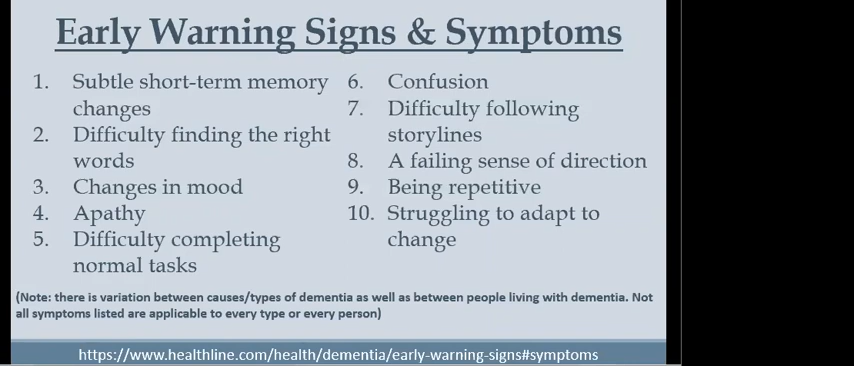 Early Warning Signs & Symptoms
1. Subtle short-term memory
changes
2. Difficulty finding the right
words
3. Changes in mood
4. Apathy
5. Difficulty completing
normal tasks
6. Confusion
7. Difficulty following
storylines
8. A failing sense of direction
9. Being repetitive
10. Struggling to adapt to
change
(Note: there is variation between causes/types of dementia as well as between people living with dementia. Not
all symptoms listed are applicable to every type or every person)
https://www.healthline.com/health/dementia/early-warning-signs#symptoms